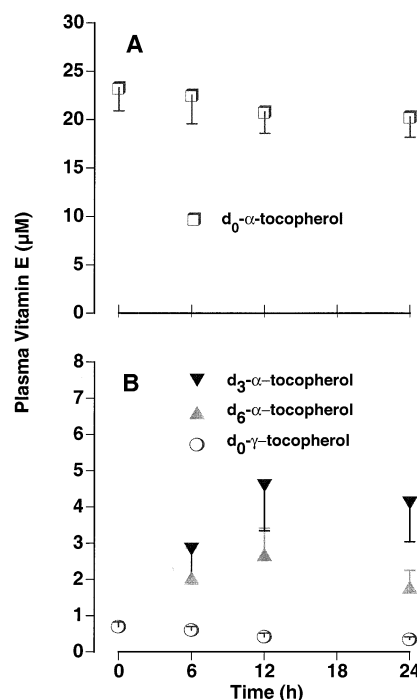 Plasma Vitamin E (µM)
A
30
25
20
15
10
5
0
d0-α-tocopherol
B
8
7
6
5
4
3
2
1
0
d3-α–tocopherol
d6-α–tocopherol
d0-γ–tocopherol
0 6 12 18 24
Time (h)